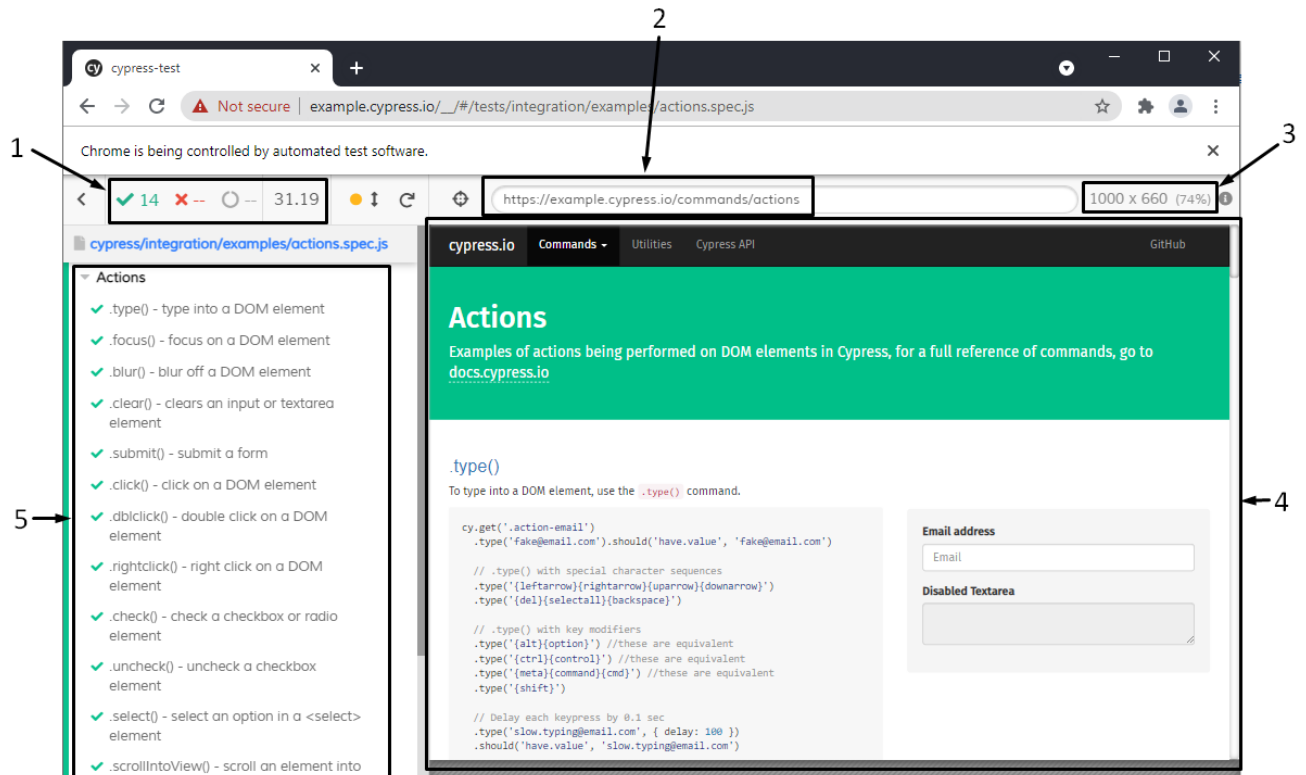 2
cypress-test
Not secure | example.cypress.io/__/#/tests/integration/examples/actions.spec.js
3
1
Chrome is being controlled by automated test software.
14 -- -- 31.19
https://example.cypress.io/commands/actions
1000 x 660 (74%)
cypress/integration/examples/actions.spec.js
Actions
.type() - type into a DOM element
.focus() - focus on a DOM element
.blur() - blur off a DOM element
.clear() - clears an input or textarea
element
.submit() - submit a form
.click() - click on a DOM element
.dblclick() - double click on a DOM
element
.rightclick() - right click on a DOM
element
.check() - check a checkbox or radio
element
.uncheck() - uncheck a checkbox
element
.select() - select an option in a <select>
element
.scrollIntoView() - scroll an element into
5
cypress.io Commands Utilities Cypress API GitHub
Actions
Examples of actions being performed on DOM elements in Cypress, for a full reference of commands, go to
docs.cypress.io
.type()
To type into a DOM element, use the .type() command.
cy.get('.action-email')
.type('fake@email.com').should('have.value', 'fake@email.com')
// .type() with special character sequences
.type('{leftarrow}{rightarrow}{uparrow}{downarrow}')
.type('{del}{selectall}{backspace}')
// .type() with key modifiers
.type('{alt}{option}') //these are equivalent
.type('{ctrl}{control}') //these are equivalent
.type('{meta}{command}{cmd}') //these are equivalent
.type('{shift}')
// Delay each keypress by 0.1 sec
.type('slow.typing@email.com', { delay: 100 })
.should('have.value', 'slow.typing@email.com')
Email address
Email
Disabled Textarea
4